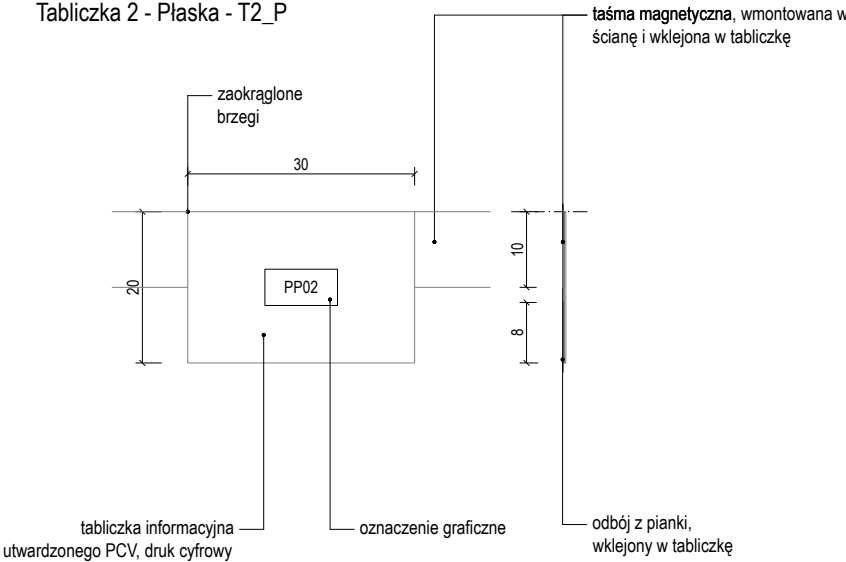 Tabliczka 2 - Płaska - T2_P
taśma magnetyczna, wmontowana w
ścianę i wklejona w tabliczkę
zaokrąglone
brzegi
30
20
PP02
10
8
tabliczka informacyjna
utwardzonego PCV, druk cyfrowy
oznaczenie graficzne
odbój z pianki,
wklejony w tabliczkę